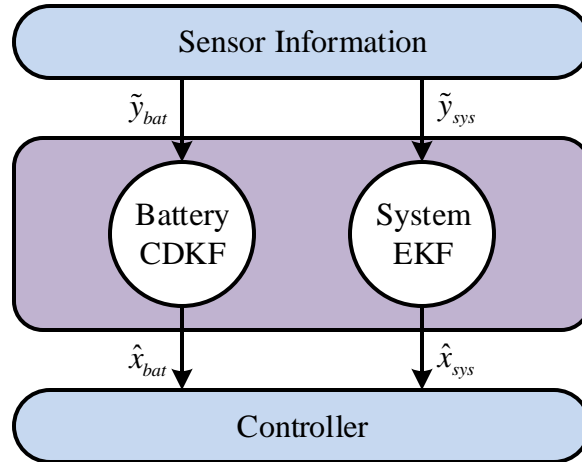 Sensor Information
ỹ_bat ỹ_sys
Battery System
CDKF EKF
x̂_bat x̂_sys
Controller